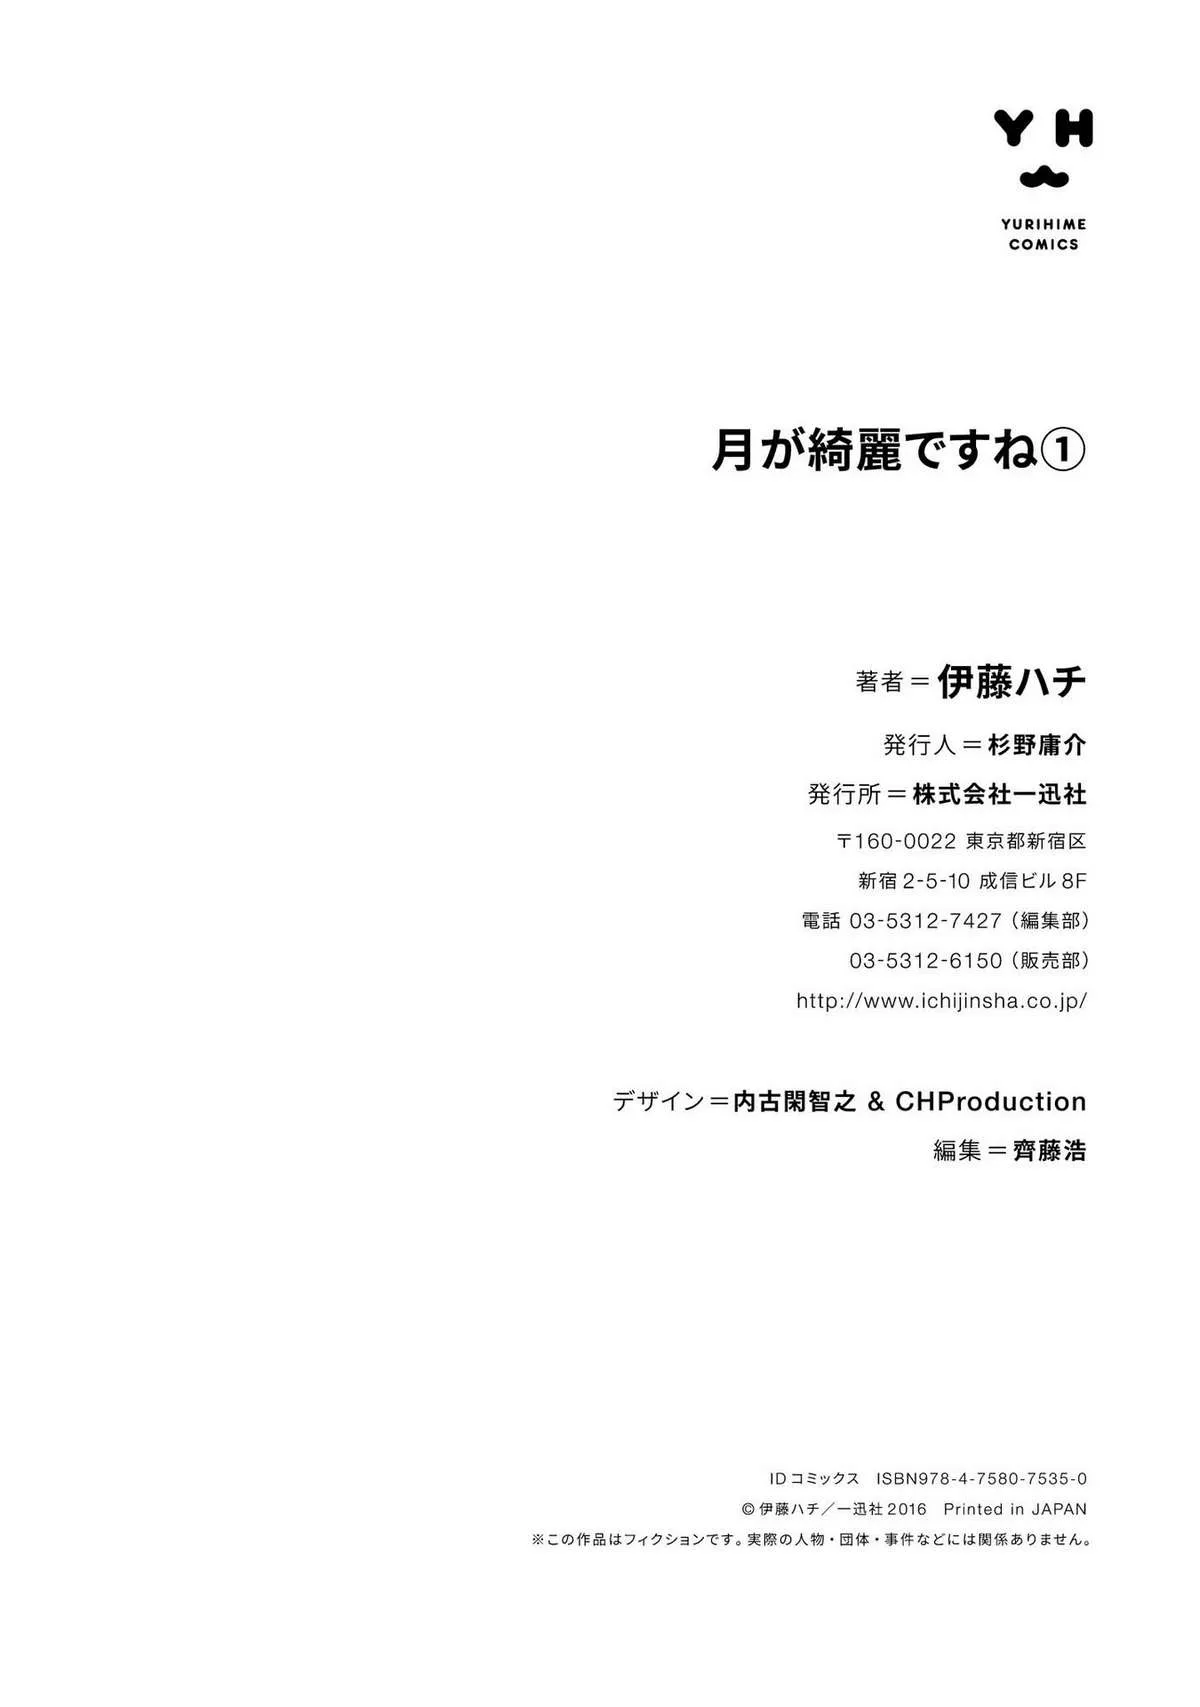 Y H
YURIHIME
COMICS
月が綺麗ですね①
著者＝伊藤ハチ
発行人＝杉野庸介
発行所＝株式会社一迅社
〒160-0022 東京都新宿区
新宿2-5-10 成信ビル8F
電話 03-5312-7427（編集部）
03-5312-6150（販売部）
http://www.ichijinsha.co.jp/
デザイン＝内古閑智之 & CHProduction
編集＝齊藤浩
IDコミックス　ISBN978-4-7580-7535-0
©伊藤ハチ／一迅社2016　Printed in JAPAN
※この作品はフィクションです。実際の人物・団体・事件などには関係ありません。